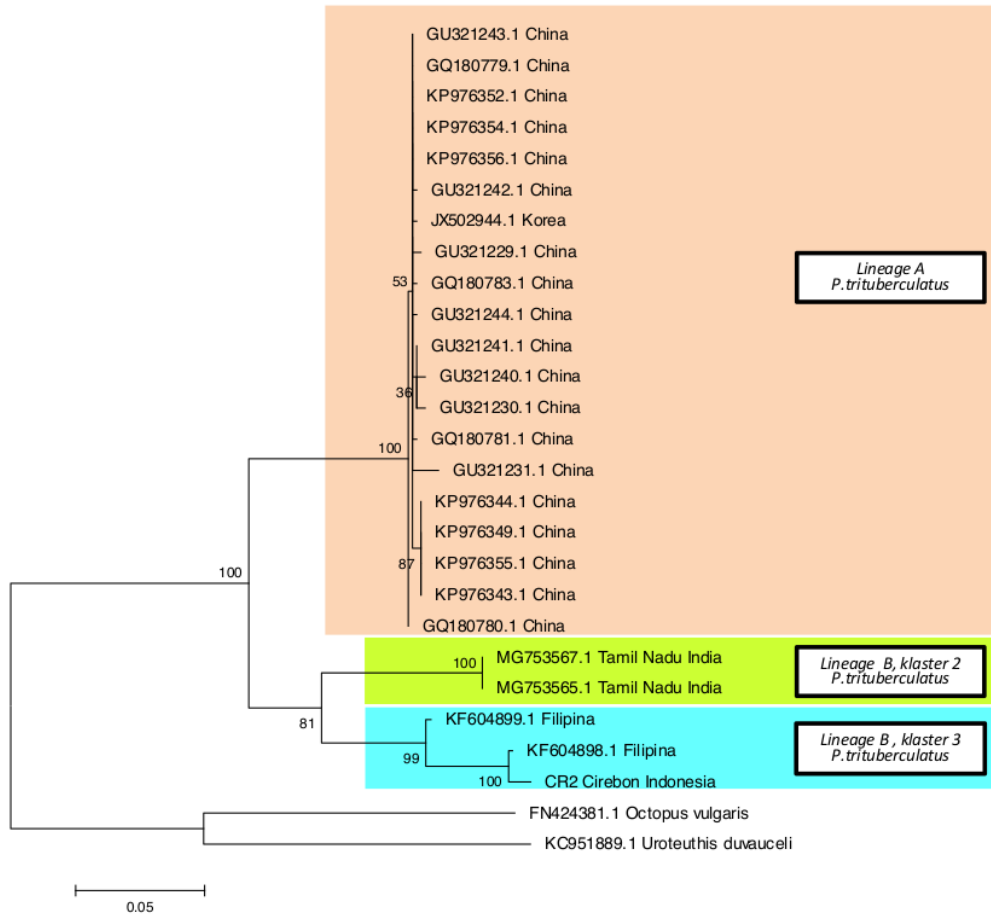 GU321243.1 China
GQ180779.1 China
KP976352.1 China
KP976354.1 China
KP976356.1 China
GU321242.1 China
JX502944.1 Korea
GU321229.1 China
53
GQ180783.1 China
Lineage A
P.trituberculatus
GU321244.1 China
GU321241.1 China
GU321240.1 China
36
GU321230.1 China
GQ180781.1 China
100
GU321231.1 China
KP976344.1 China
KP976349.1 China
87
KP976355.1 China
100
KP976343.1 China
GQ180780.1 China
100
MG753567.1 Tamil Nadu India
MG753565.1 Tamil Nadu India
Lineage B, klaster 2
P.trituberculatus
81
KF604899.1 Filipina
99
KF604898.1 Filipina
100
CR2 Cirebon Indonesia
Lineage B , klaster 3
P.trituberculatus
FN424381.1 Octopus vulgaris
KC951889.1 Uroteuthis duvauceli
0.05